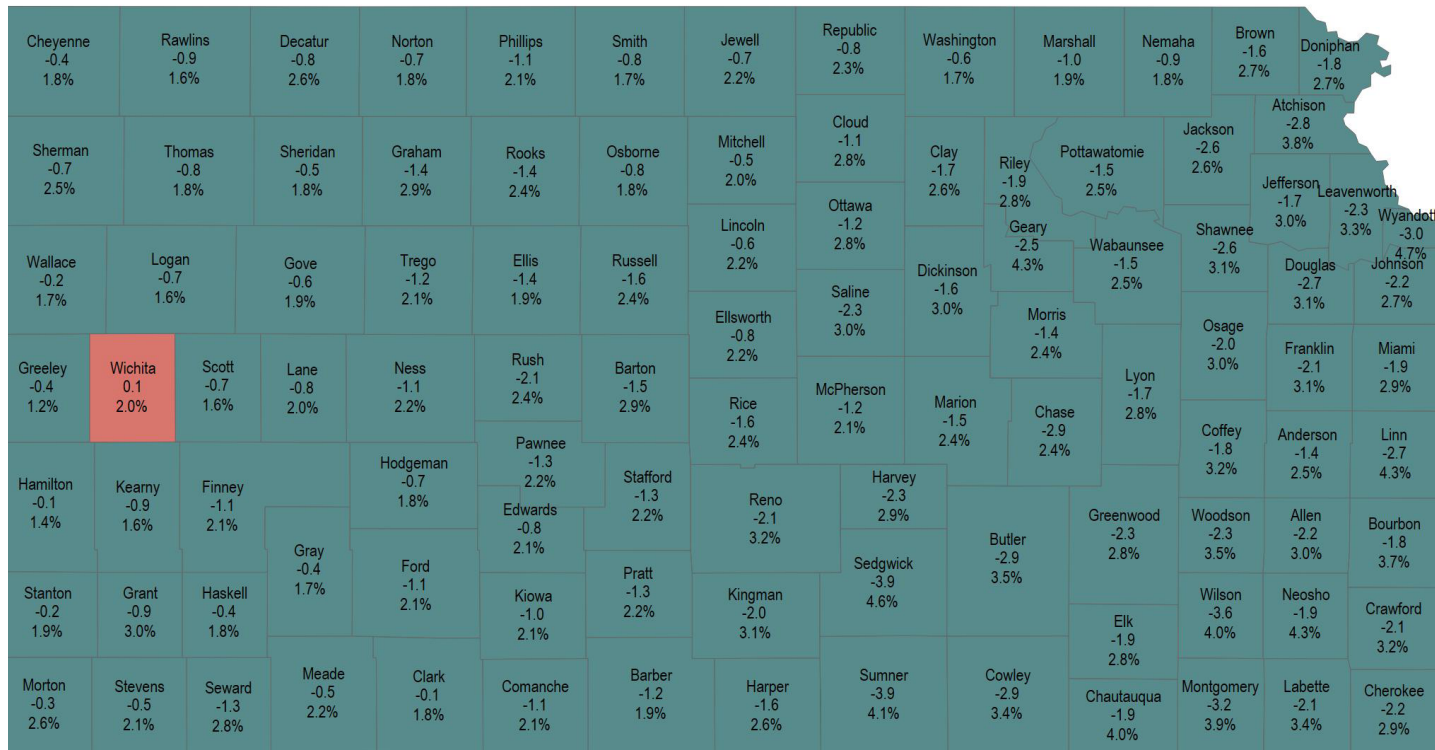 Cheyenne
-0.4
1.8%
Rawlins
-0.9
1.6%
Decatur
-0.8
2.6%
Norton
-0.7
1.8%
Phillips
-1.1
2.1%
Smith
-0.8
1.7%
Jewell
-0.7
2.2%
Republic
-0.8
2.3%
Washington
-0.6
1.7%
Marshall
-1.0
1.9%
Nemaha
-0.9
1.8%
Brown
-1.6
2.7%
Doniphan
-1.8
2.7%
Atchison
-2.8
3.8%
Sherman
-0.7
2.5%
Thomas
-0.8
1.8%
Sheridan
-0.5
1.8%
Graham
-1.4
2.9%
Rooks
-1.4
2.4%
Osborne
-0.8
1.8%
Mitchell
-0.5
2.0%
Cloud
-1.1
2.8%
Clay
-1.7
2.6%
Riley
-1.9
2.8%
Pottawatomie
-1.5
2.5%
Jackson
-2.6
2.6%
Jefferson
-1.7
3.0%
Leavenworth
-2.3
3.3%
Wyandott
-3.0
4.7%
Wallace
-0.2
1.7%
Logan
-0.7
1.6%
Gove
-0.6
1.9%
Trego
-1.2
2.1%
Ellis
-1.4
1.9%
Russell
-1.6
2.4%
Lincoln
-0.6
2.2%
Ottawa
-1.2
2.8%
Dickinson
-1.6
3.0%
Geary
-2.5
4.3%
Wabaunsee
-1.5
2.5%
Shawnee
-2.6
3.1%
Douglas
-2.7
3.1%
Johnson
-2.2
2.7%
Greeley
-0.4
1.2%
Wichita
0.1
2.0%
Scott
-0.7
1.6%
Lane
-0.8
2.0%
Ness
-1.1
2.2%
Rush
-2.1
2.4%
Barton
-1.5
2.9%
Ellsworth
-0.8
2.2%
Saline
-2.3
3.0%
Morris
-1.4
2.4%
Osage
-2.0
3.0%
Franklin
-2.1
3.1%
Miami
-1.9
2.9%
Rice
-1.6
2.4%
McPherson
-1.2
2.1%
Marion
-1.5
2.4%
Chase
-2.9
2.4%
Lyon
-1.7
2.8%
Coffey
-1.8
3.2%
Anderson
-1.4
2.5%
Linn
-2.7
4.3%
Hamilton
-0.1
1.4%
Kearny
-0.9
1.6%
Finney
-1.1
2.1%
Hodgeman
-0.7
1.8%
Pawnee
-1.3
2.2%
Stafford
-1.3
2.2%
Reno
-2.1
3.2%
Harvey
-2.3
2.9%
Butler
-2.9
3.5%
Greenwood
-2.3
2.8%
Woodson
-2.3
3.5%
Allen
-2.2
3.0%
Bourbon
-1.8
3.7%
Gray
-0.4
1.7%
Ford
-1.1
2.1%
Edwards
-0.8
2.1%
Pratt
-1.3
2.2%
Kingman
-2.0
3.1%
Sedgwick
-3.9
4.6%
Stanton
-0.2
1.9%
Grant
-0.9
3.0%
Haskell
-0.4
1.8%
Kiowa
-1.0
2.1%
Elk
-1.9
2.8%
Wilson
-3.6
4.0%
Neosho
-1.9
4.3%
Crawford
-2.1
3.2%
Morton
-0.3
2.6%
Stevens
-0.5
2.1%
Seward
-1.3
2.8%
Meade
-0.5
2.2%
Clark
-0.1
1.8%
Comanche
-1.1
2.1%
Barber
-1.2
1.9%
Harper
-1.6
2.6%
Sumner
-3.9
4.1%
Cowley
-2.9
3.4%
Chautauqua
-1.9
4.0%
Montgomery
-3.2
3.9%
Labette
-2.1
3.4%
Cherokee
-2.2
2.9%